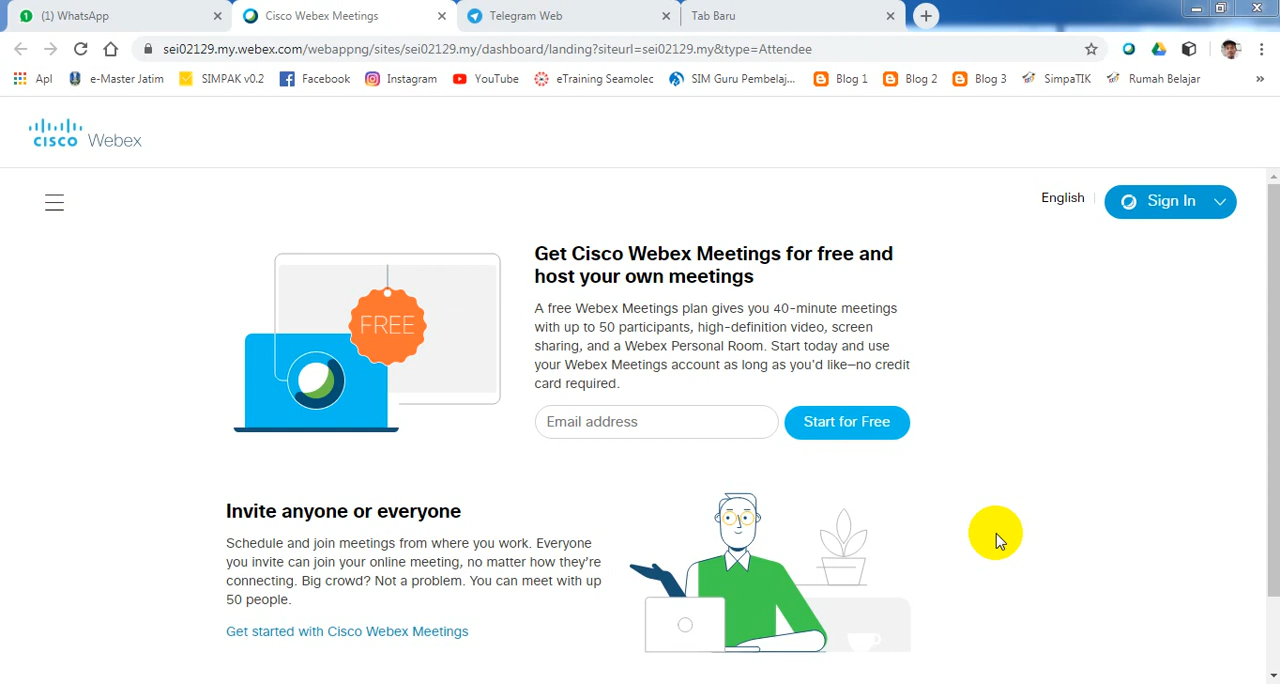 (1) WhatsApp
Cisco Webex Meetings
Telegram Web
Tab Baru
sei02129.my.webex.com/webappng/sites/sei02129.my/dashboard/landing?siteurl=sei02129.my&type=Attendee
Apl
e-Master Jatim
SIMPAK v0.2
Facebook
Instagram
YouTube
eTraining Seamolec
SIM Guru Pembelaj...
Blog 1
Blog 2
Blog 3
SimpaTIK
Rumah Belajar
»
cisco Webex
English
Sign In
FREE
Get Cisco Webex Meetings for free and
host your own meetings
A free Webex Meetings plan gives you 40-minute meetings
with up to 50 participants, high-definition video, screen
sharing, and a Webex Personal Room. Start today and use
your Webex Meetings account as long as you'd like—no credit
card required.
Email address
Start for Free
Invite anyone or everyone
Schedule and join meetings from where you work. Everyone
you invite can join your online meeting, no matter how they're
connecting. Big crowd? Not a problem. You can meet with up
50 people.
Get started with Cisco Webex Meetings